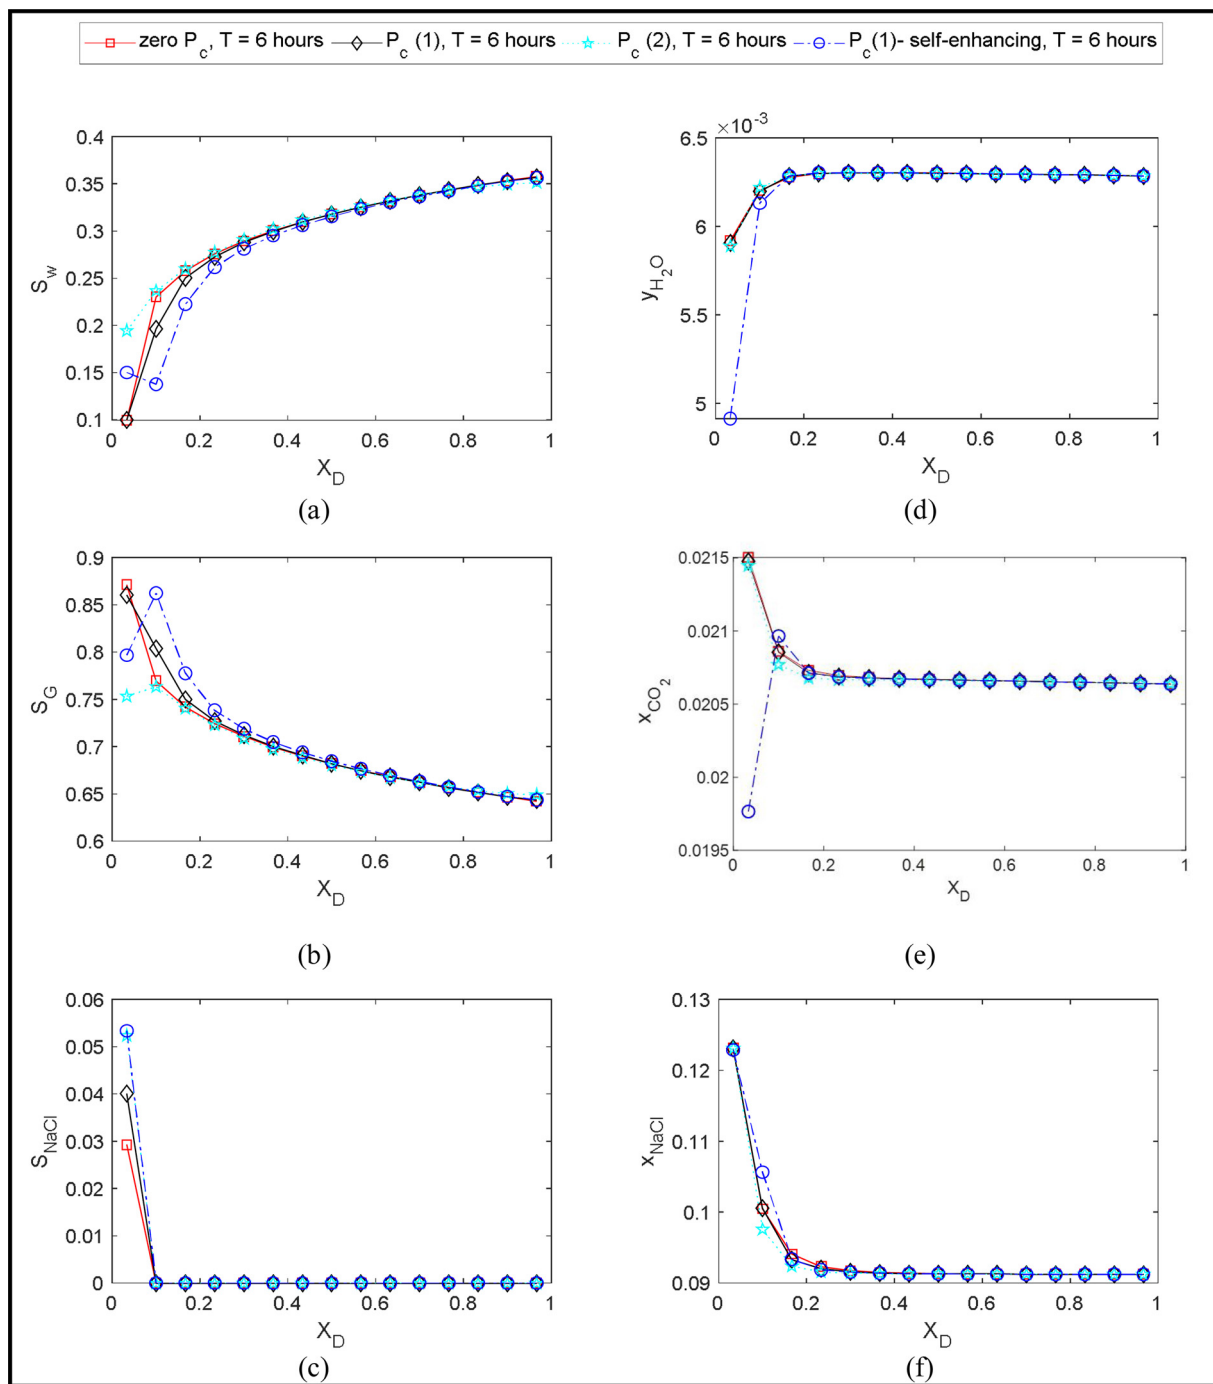 zero P_c, T = 6 hours P_c (1), T = 6 hours P_c (2), T = 6 hours P_c(1)- self-enhancing, T = 6 hours
0.4
0.35
0.3
0.25
0.2
0.15
0.1
S_w
0 0.2 0.4 0.6 0.8 1
X_D
(a)
×10^-3
6.5
6
5.5
5
y_H_2O
0 0.2 0.4 0.6 0.8 1
X_D
(d)
0.9
0.85
0.8
0.75
0.7
0.65
0.6
S_G
0 0.2 0.4 0.6 0.8 1
X_D
(b)
0.0215
0.021
0.0205
0.02
0.0195
x_CO_2
0 0.2 0.4 0.6 0.8 1
X_D
(e)
0.06
0.05
0.04
0.03
0.02
0.01
0
S_NaCl
0 0.2 0.4 0.6 0.8 1
X_D
(c)
0.13
0.12
0.11
0.1
0.09
x_NaCl
0 0.2 0.4 0.6 0.8 1
X_D
(f)